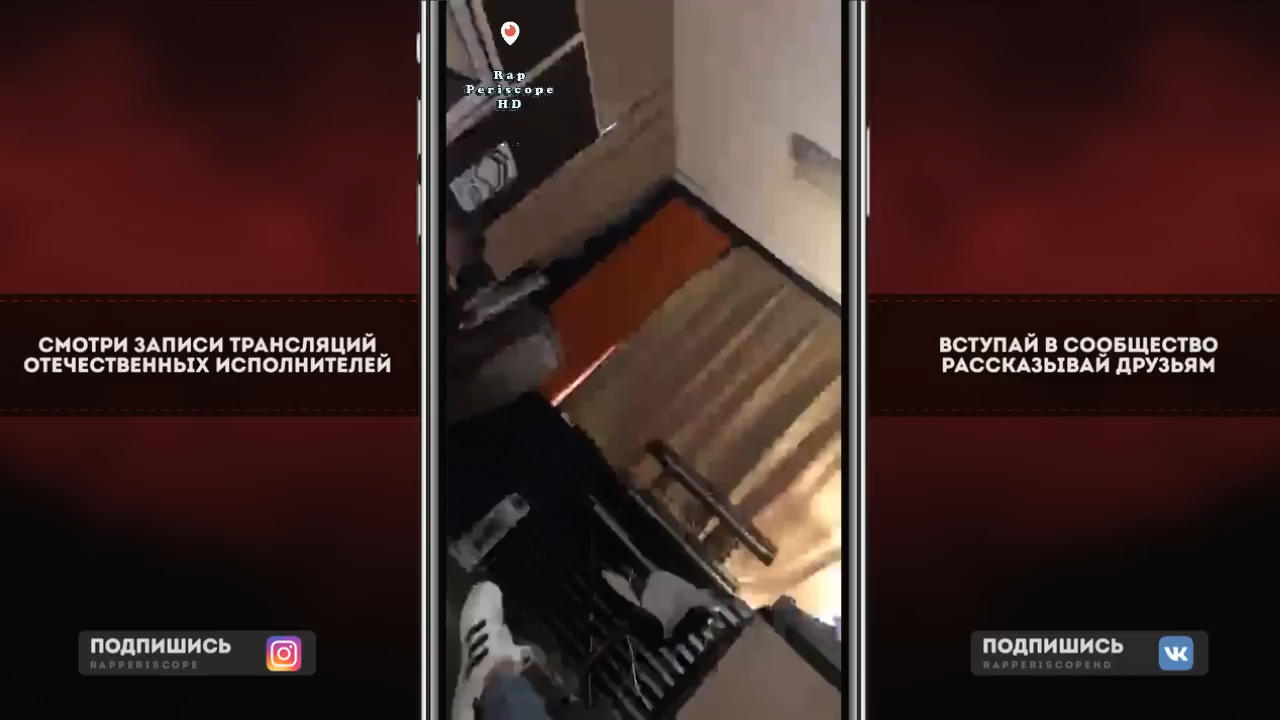 Rap
Periscope
HD
СМОТРИ ЗАПИСИ ТРАНСЛЯЦИЙ
ОТЕЧЕСТВЕННЫХ ИСПОЛНИТЕЛЕЙ
ВСТУПАЙ В СООБЩЕСТВО
РАССКАЗЫВАЙ ДРУЗЬЯМ
ПОДПИШИСЬ
RAPPERISCOPE
ПОДПИШИСЬ
RAPPERISCOPEHD